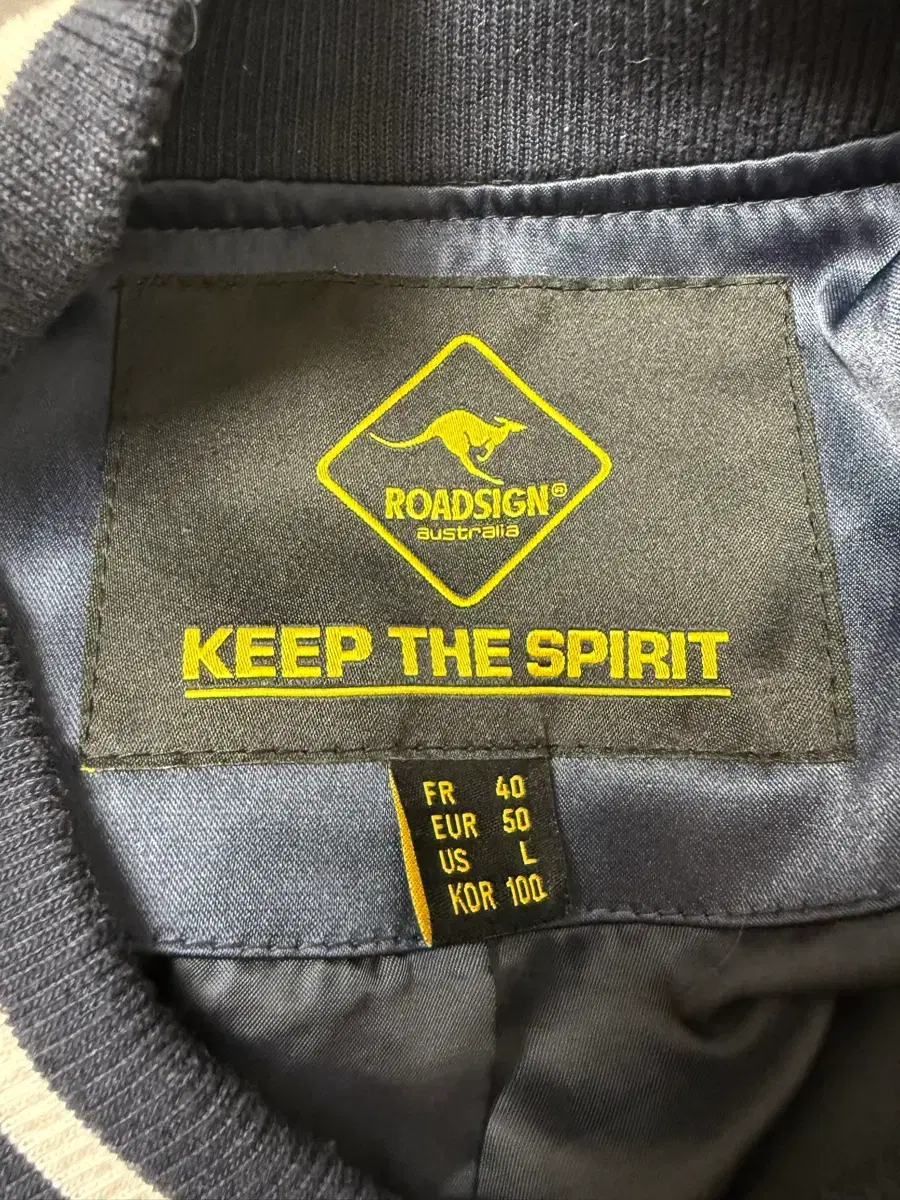 ROADSIGN®
australia
KEEP THE SPIRIT
FR 40
EUR 50
US L
KOR 100